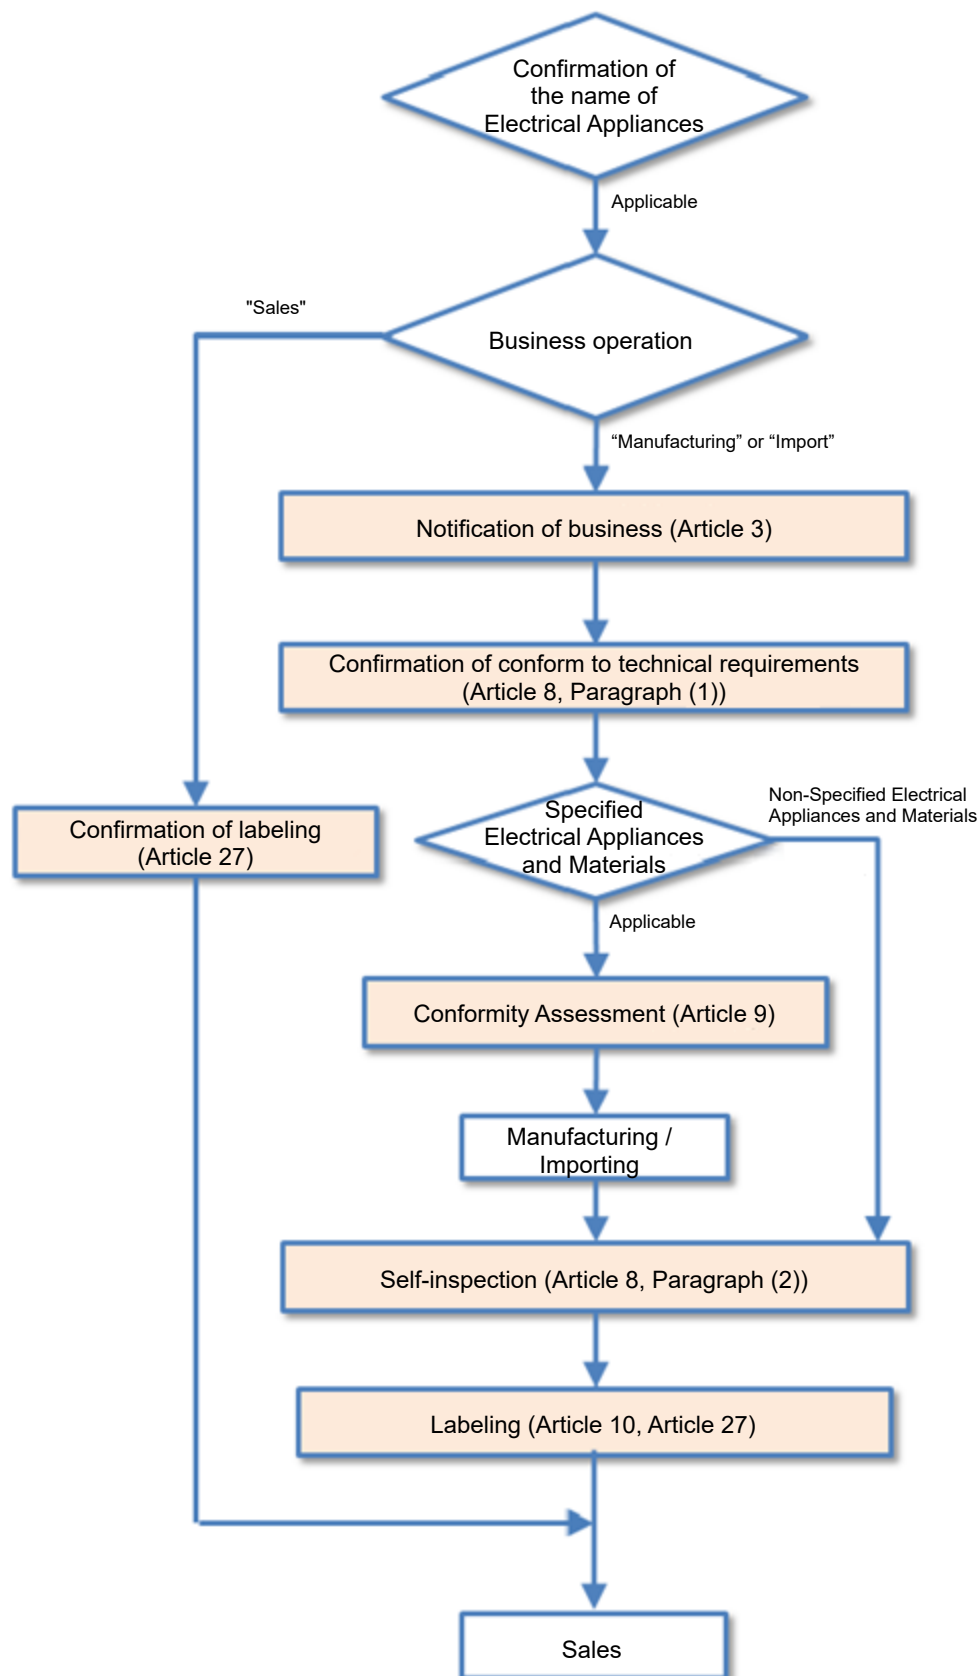 Confirmation of
the name of
Electrical Appliances
Applicable
"Sales"
Business operation
“Manufacturing” or “Import”
Notification of business (Article 3)
Confirmation of conform to technical requirements
(Article 8, Paragraph (1))
Non-Specified Electrical
Appliances and Materials
Specified
Electrical Appliances
and Materials
Confirmation of labeling
(Article 27)
Applicable
Conformity Assessment (Article 9)
Manufacturing /
Importing
Self-inspection (Article 8, Paragraph (2))
Labeling (Article 10, Article 27)
Sales